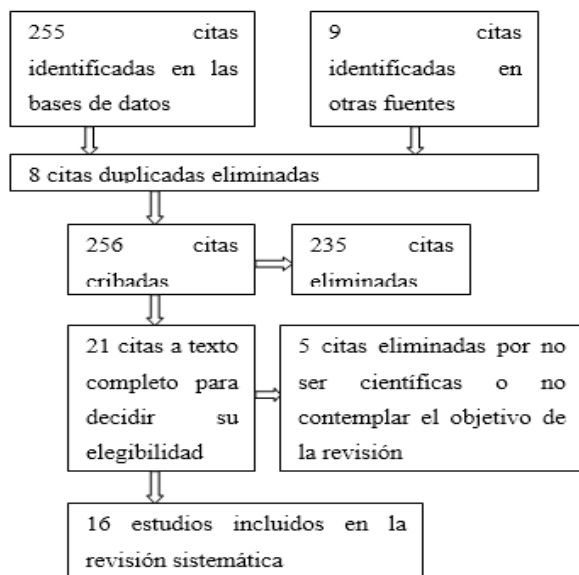 255 citas
identificadas en las
bases de datos
9 citas
identificadas en
otras fuentes
8 citas duplicadas eliminadas
256 citas
cribadas
235 citas
eliminadas
21 citas a texto
completo para
decidir su
elegibilidad
5 citas eliminadas por no
ser científicas o no
contemplar el objetivo de
la revisión
16 estudios incluidos en la
revisión sistemática